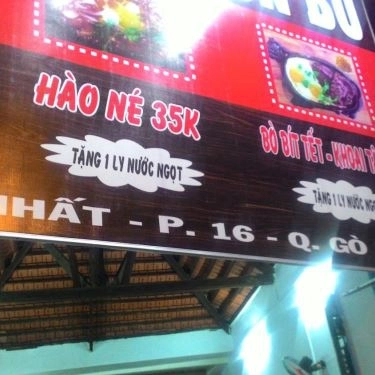 BÒ
HÀO NÉ 35K
TẶNG 1 LY NƯỚC NGỌT
BÒ BÍT TẾT - KHOAI
TẶNG 1 LY NƯỚC
NHẤT - P. 16 - Q. GÒ